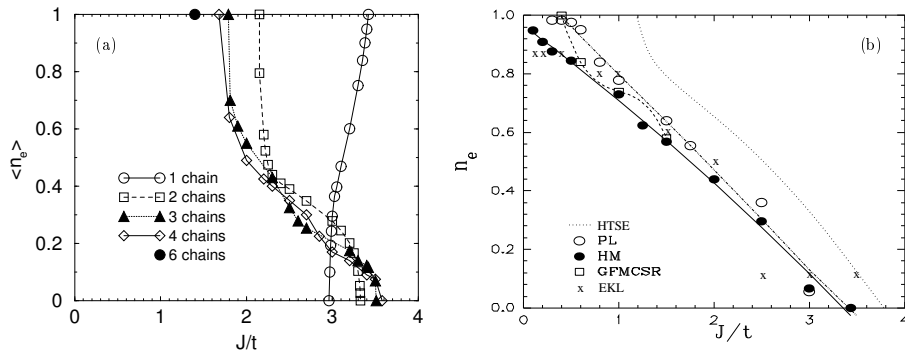 (a)
<n_e>
1
0.8
0.6
0.4
0.2
0
0 1 2 3 4
J/t
1 chain
2 chains
3 chains
4 chains
6 chains
(b)
n_e
1.0
0.8
0.6
0.4
0.2
0.0
0 1 2 3 4
J/t
HTSE
PL
HM
GFMCSR
x EKL